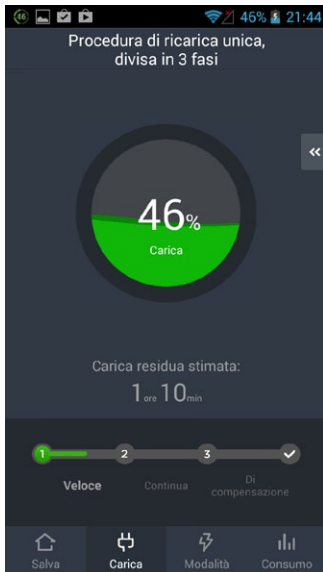 46 46% 21:44
Procedura di ricarica unica,
divisa in 3 fasi
«
46%
Carica
Carica residua stimata:
1 ore 10 min
1 2 3
Veloce Continua Di
compensazione
Salva Carica Modalità Consumo